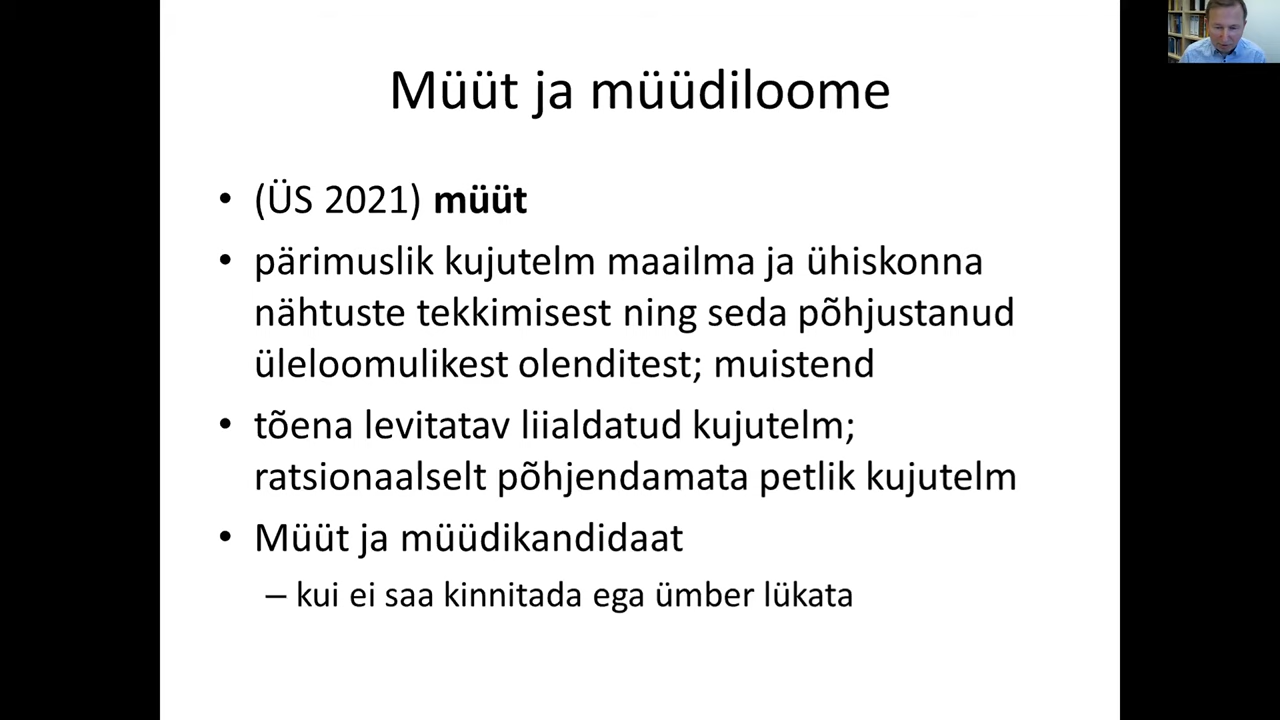 Müüt ja müüdiloome
• (ÜS 2021) müüt
• pärimuslik kujutelm maailma ja ühiskonna
nähtuste tekkimisest ning seda põhjustanud
üleloomulikest olenditest; muistend
• tõena levitatav liialdatud kujutelm;
ratsionaalselt põhjendamata petlik kujutelm
• Müüt ja müüdikandidaat
– kui ei saa kinnitada ega ümber lükata